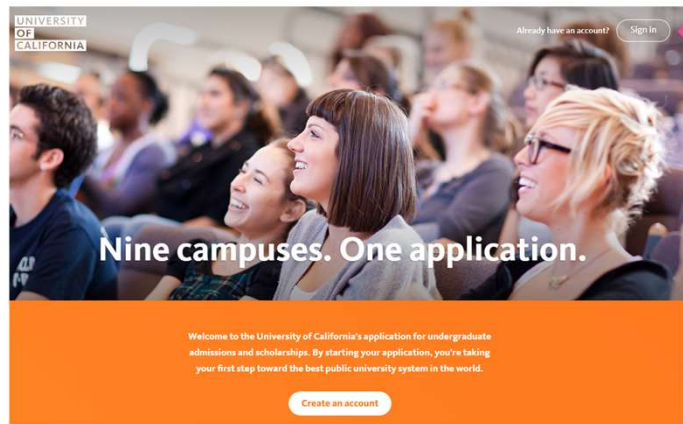 UNIVERSITY
OF
CALIFORNIA
Already have an account?
Sign in
Nine campuses. One application.
Welcome to the University of California's application for undergraduate
admissions and scholarships. By starting your application, you're taking
your first step toward the best public university system in the world.
Create an account